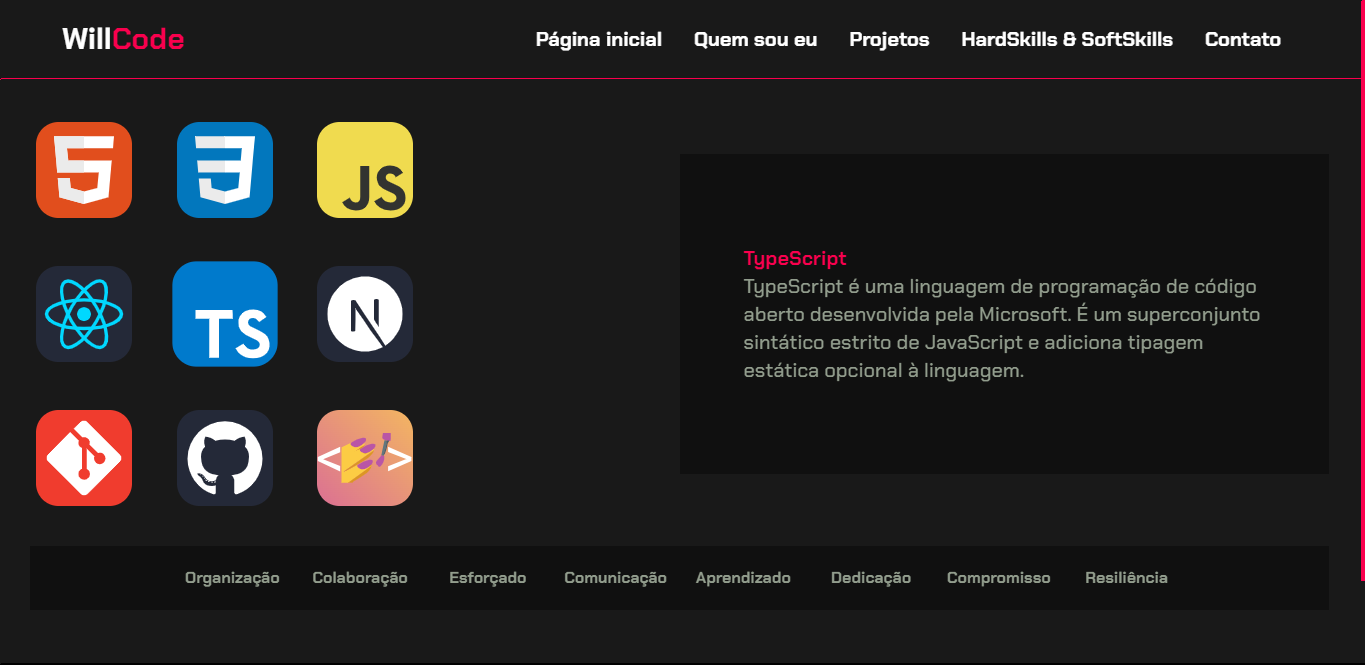 WillCode
Página inicial Quem sou eu Projetos HardSkills & SoftSkills Contato
JS
TS
N
TypeScript
TypeScript é uma linguagem de programação de código
aberto desenvolvida pela Microsoft. É um superconjunto
sintático estrito de JavaScript e adiciona tipagem
estática opcional à linguagem.
Organização Colaboração Esforçado Comunicação Aprendizado Dedicação Compromisso Resiliência